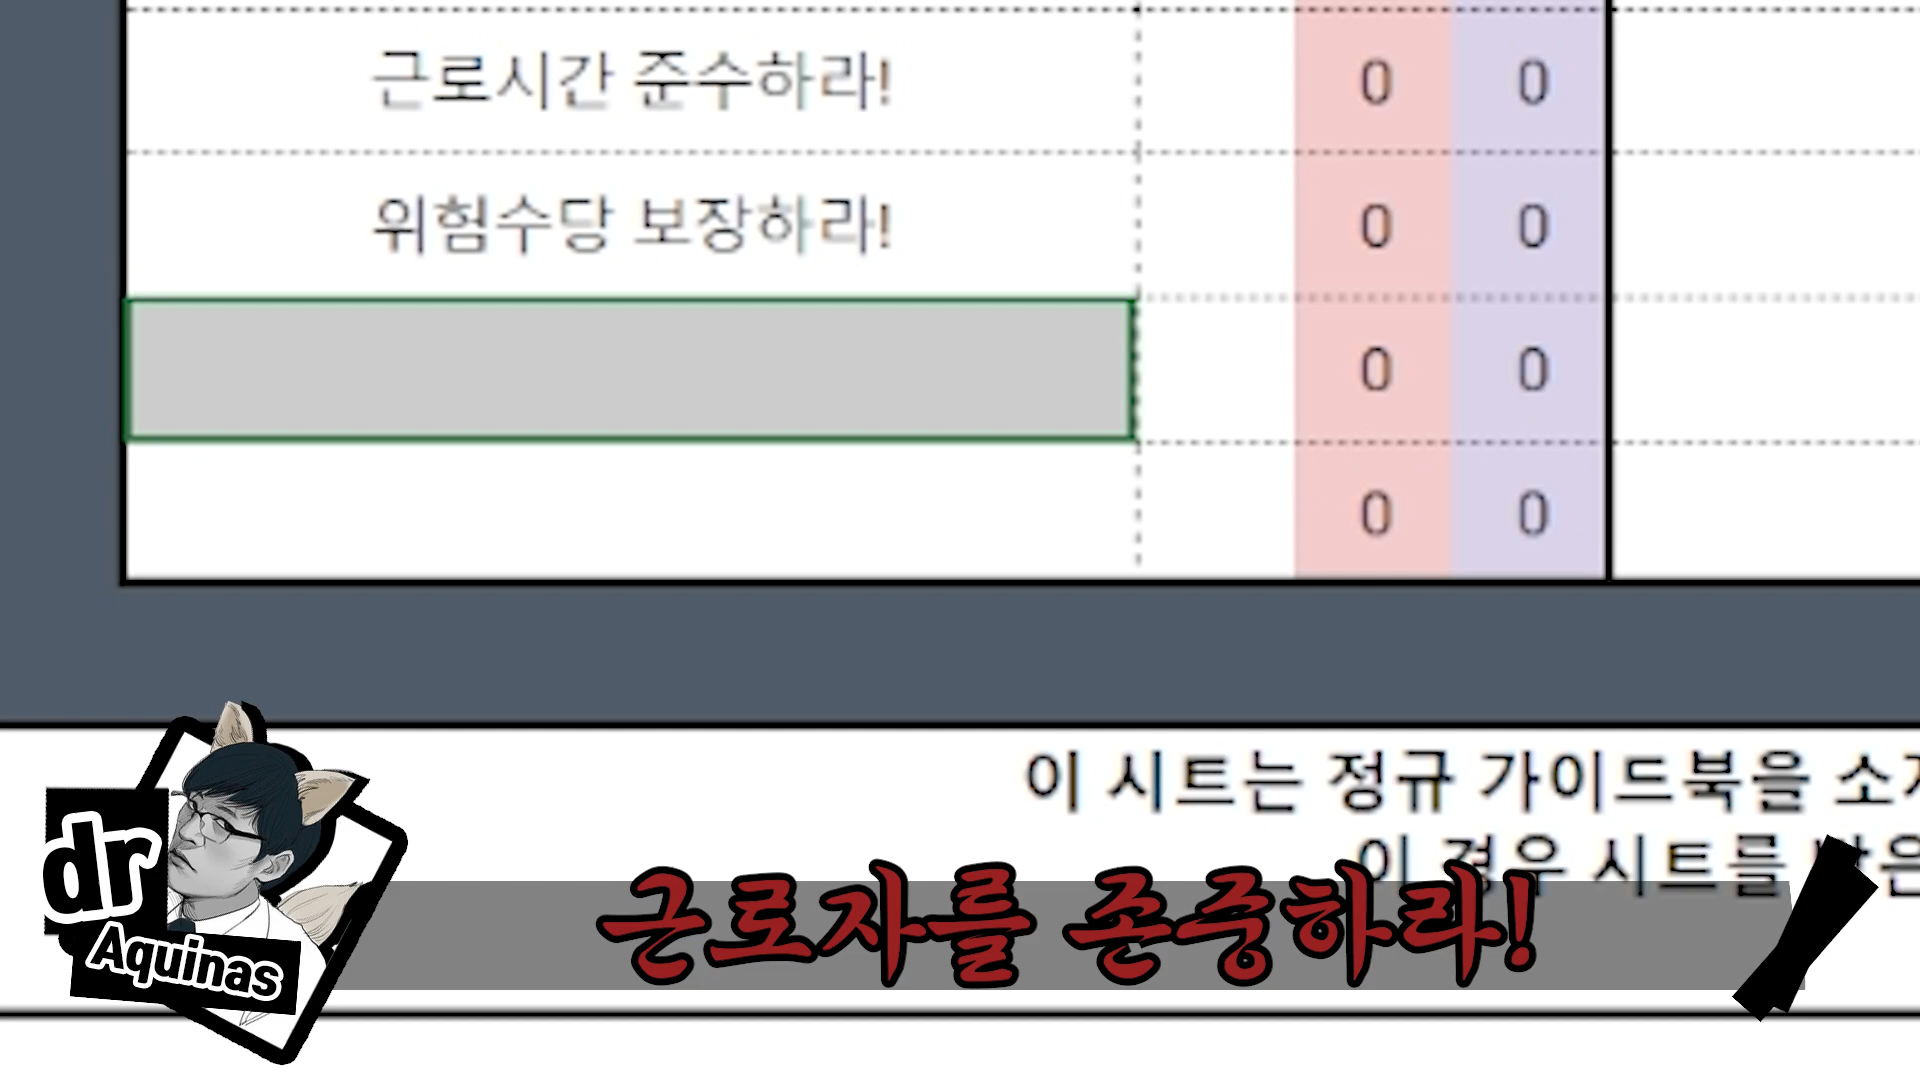 근로시간 준수하라! 0 0
위험수당 보장하라! 0 0
0 0
0 0
이 시트는 정규 가이드북을
이 경우 시트를
dr
Aquinas
근로자를 존중하라!